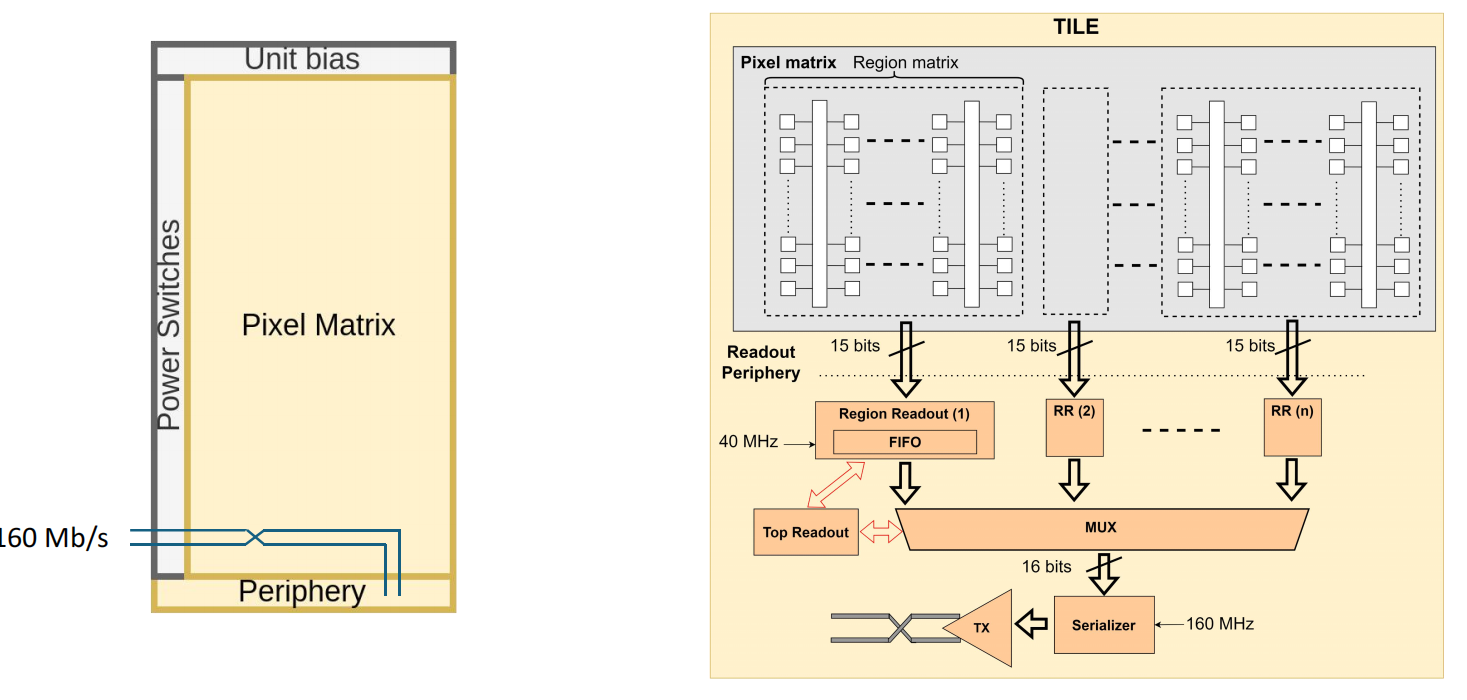 Unit bias
Power Switches
Pixel Matrix
160 Mb/s
Periphery
TILE
Pixel matrix Region matrix
15 bits 15 bits 15 bits
Readout
Periphery
Region Readout (1) RR (2) RR (n)
FIFO
40 MHz
Top Readout MUX
16 bits
TX Serializer 160 MHz